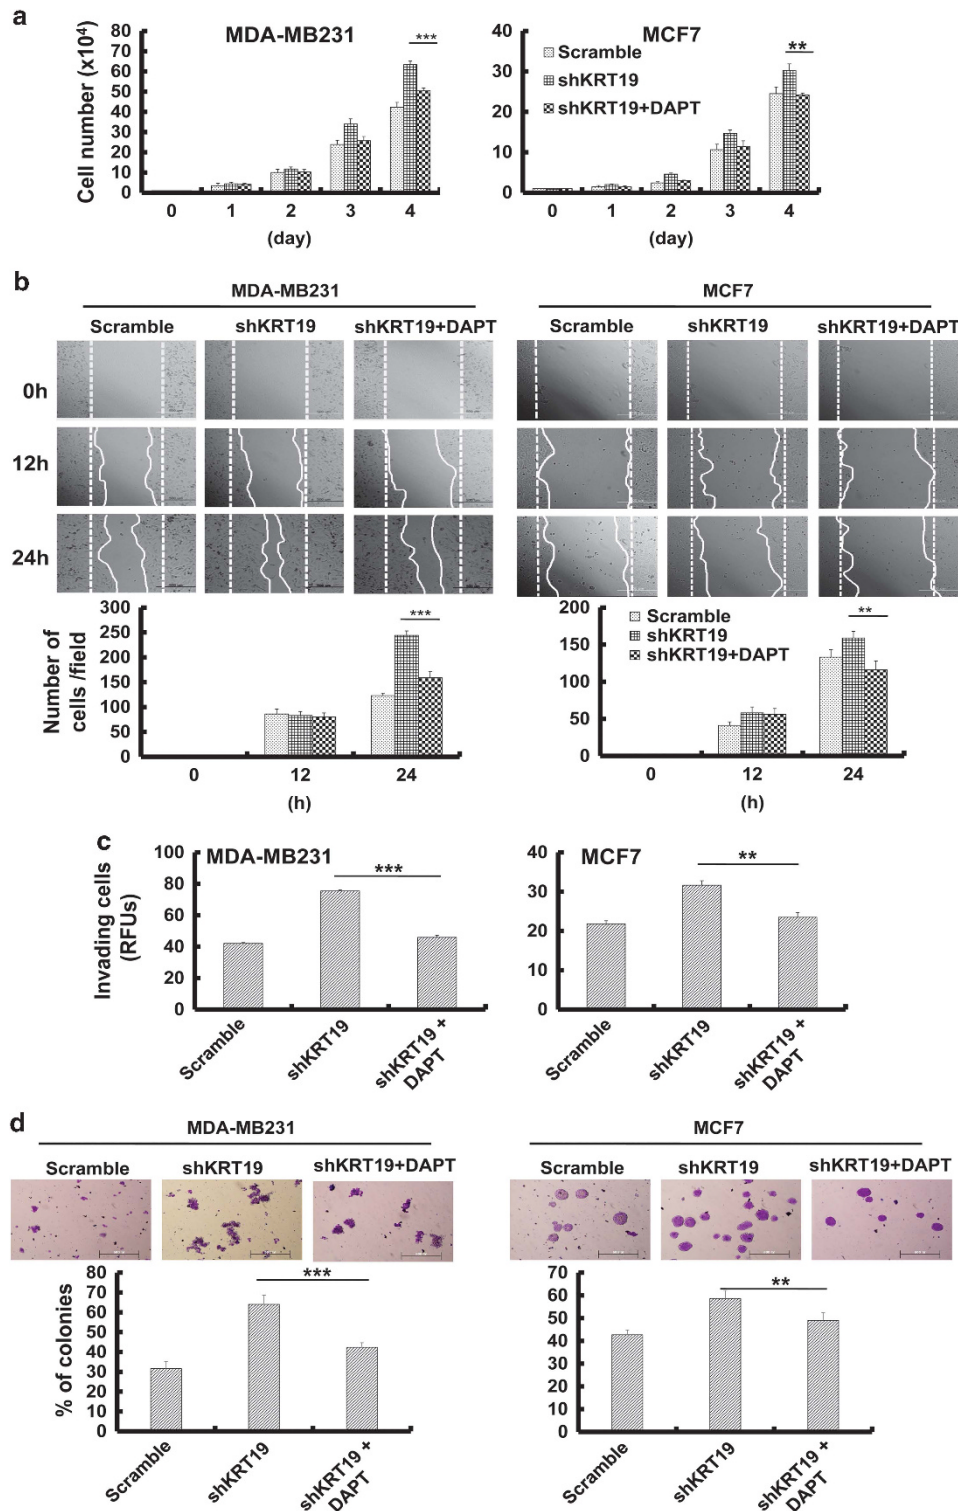 a
MDA-MB231
MCF7
Cell number (x10⁴)
80
70
60
50
40
30
20
10
0
***
0 1 2 3 4
(day)
40
30
20
10
0
Scramble
shKRT19
shKRT19+DAPT
**
0 1 2 3 4
(day)
b
MDA-MB231
MCF7
Scramble shKRT19 shKRT19+DAPT
Scramble shKRT19 shKRT19+DAPT
0h
12h
24h
Number of
cells /field
300
250
200
150
100
50
0
***
0 12 24
(h)
200
150
100
50
0
Scramble
shKRT19
shKRT19+DAPT
**
0 12 24
(h)
c
MDA-MB231
MCF7
Invading cells
(RFUs)
100
80
60
40
20
0
***
Scramble
shKRT19
shKRT19 +
DAPT
40
30
20
10
0
**
Scramble
shKRT19
shKRT19 +
DAPT
d
MDA-MB231
MCF7
Scramble shKRT19 shKRT19+DAPT
Scramble shKRT19 shKRT19+DAPT
% of colonies
80
70
60
50
40
30
20
10
0
***
Scramble
shKRT19
shKRT19 +
DAPT
70
60
50
40
30
20
10
0
**
Scramble
shKRT19
shKRT19 +
DAPT